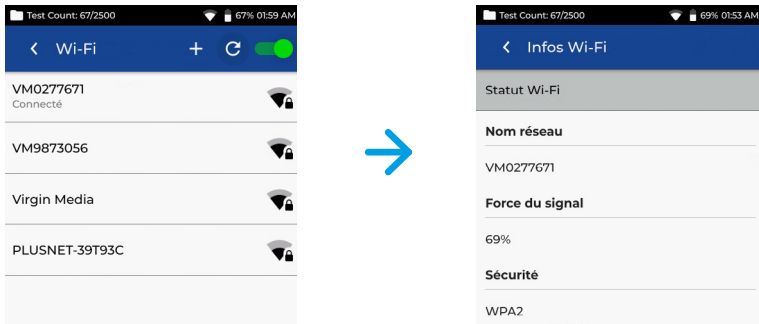 Test Count: 67/2500 67% 01:59 AM
Wi-Fi
VM0277671
Connecté
VM9873056
Virgin Media
PLUSNET-39T93C
Test Count: 67/2500 69% 01:53 AM
Infos Wi-Fi
Statut Wi-Fi
Nom réseau
VM0277671
Force du signal
69%
Sécurité
WPA2